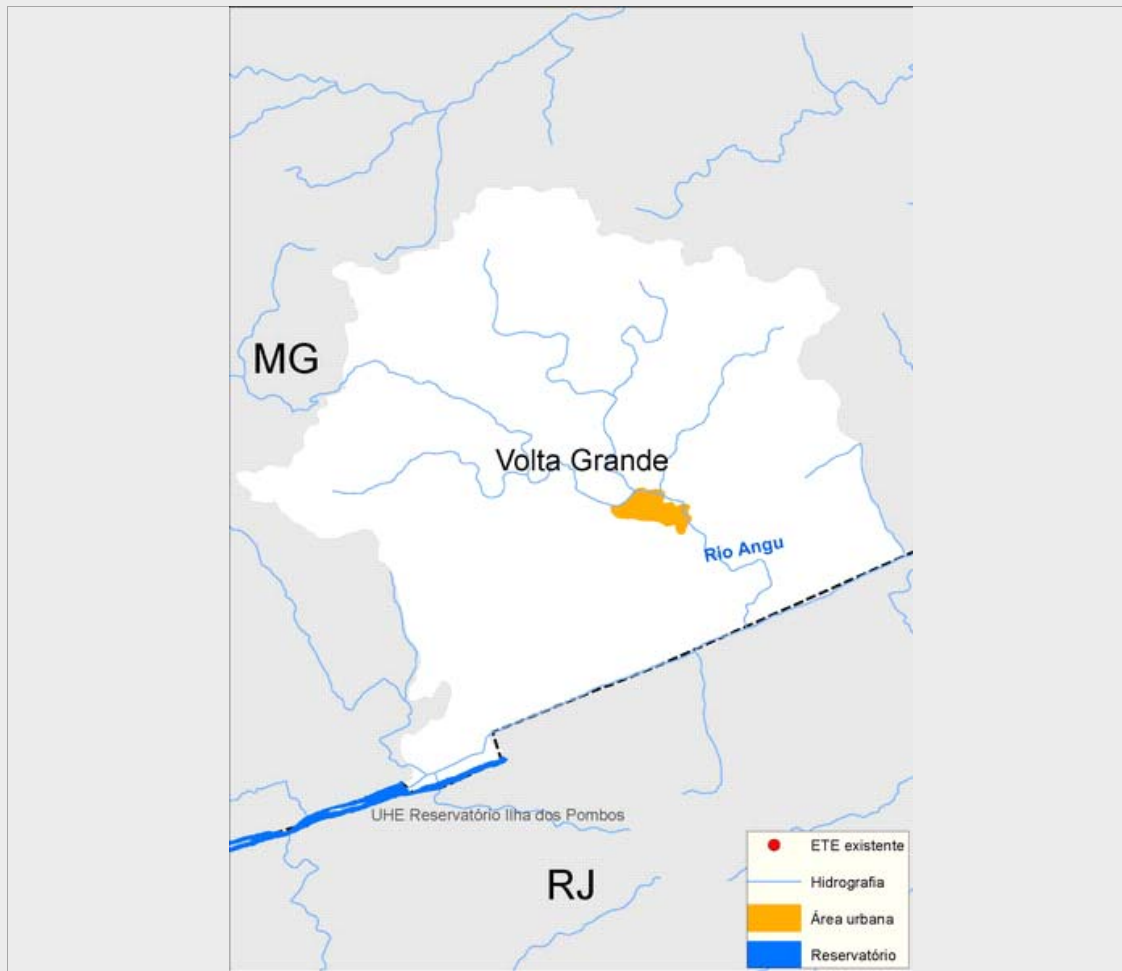 MG
Volta Grande
Rio Angu
UHE Reservatório Ilha dos Pombos
RJ
ETE existente
Hidrografia
Área urbana
Reservatório